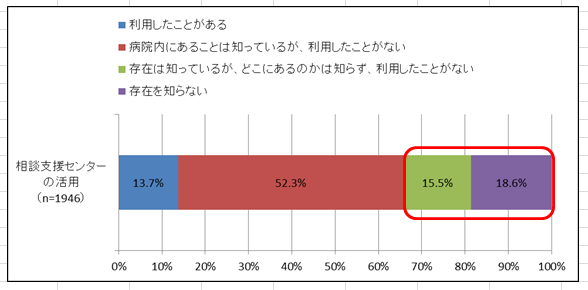 利用したことがある
病院内にあることは知っているが、利用したことがない
存在は知っているが、どこにあるのかは知らず、利用したことがない
存在を知らない
相談支援センター
の活用
（n=1946）
13.7% 52.3% 15.5% 18.6%
0% 10% 20% 30% 40% 50% 60% 70% 80% 90% 100%